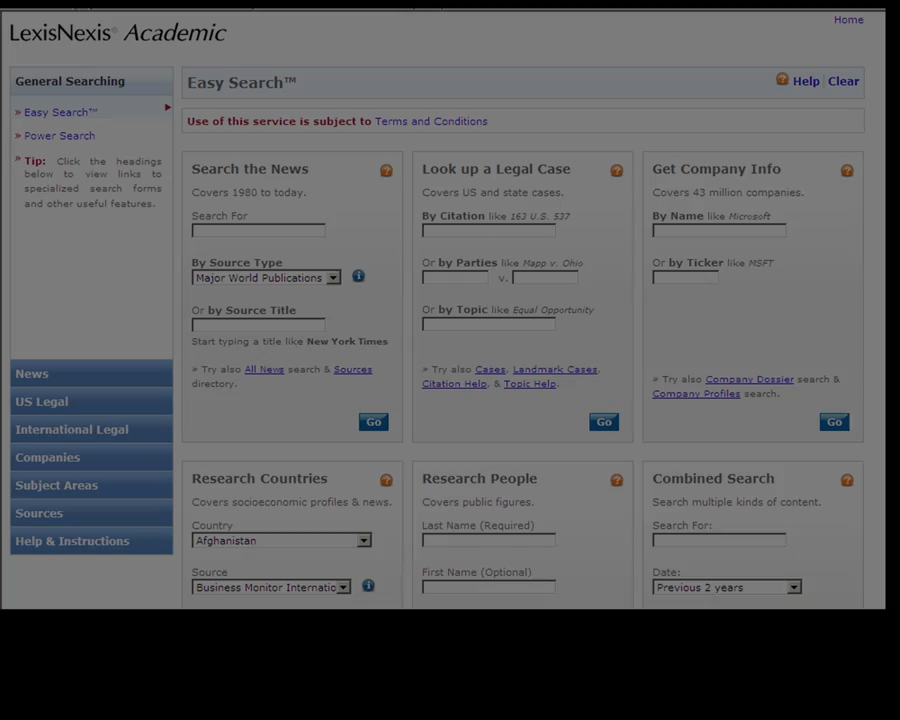 LexisNexis® Academic
Home
General Searching
» Easy Search™
» Power Search
» Tip: Click the headings
below to view links to
specialized search forms
and other useful features.
News
US Legal
International Legal
Companies
Subject Areas
Sources
Help & Instructions
Easy Search™
? Help | Clear
Use of this service is subject to Terms and Conditions
Search the News ?
Covers 1980 to today.
Search For
By Source Type
Major World Publications
Or by Source Title
Start typing a title like New York Times
» Try also All News search & Sources
directory.
Go
Look up a Legal Case ?
Covers US and state cases.
By Citation like 163 U.S. 537
Or by Parties like Mapp v. Ohio
v.
Or by Topic like Equal Opportunity
» Try also Cases, Landmark Cases,
Citation Help, & Topic Help.
Go
Get Company Info ?
Covers 43 million companies.
By Name like Microsoft
Or by Ticker like MSFT
» Try also Company Dossier search &
Company Profiles search.
Go
Research Countries ?
Covers socioeconomic profiles & news.
Country
Afghanistan
Source
Business Monitor Internatio
Research People ?
Covers public figures.
Last Name (Required)
First Name (Optional)
Combined Search ?
Search multiple kinds of content.
Search For:
Date:
Previous 2 years